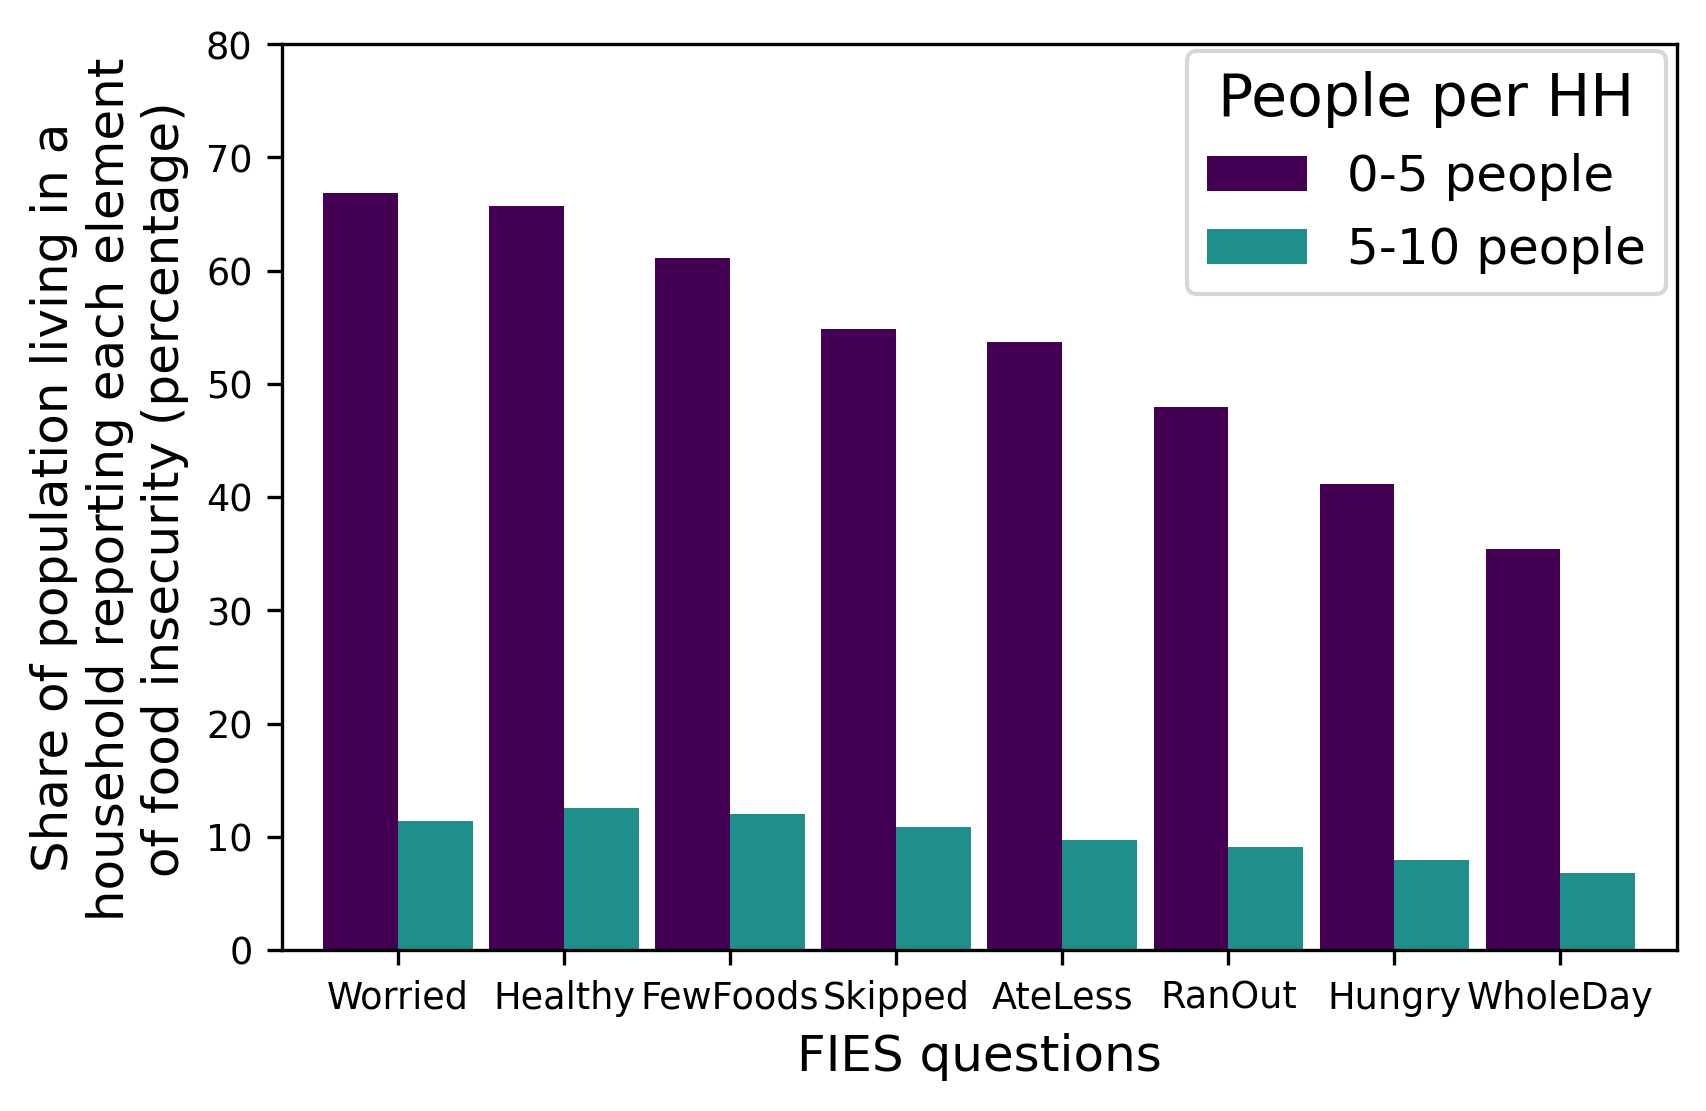 Share of population living in a
household reporting each element
of food insecurity (percentage)
80
70
60
50
40
30
20
10
0
People per HH
0-5 people
5-10 people
Worried Healthy FewFoods Skipped AteLess RanOut Hungry WholeDay
FIES questions